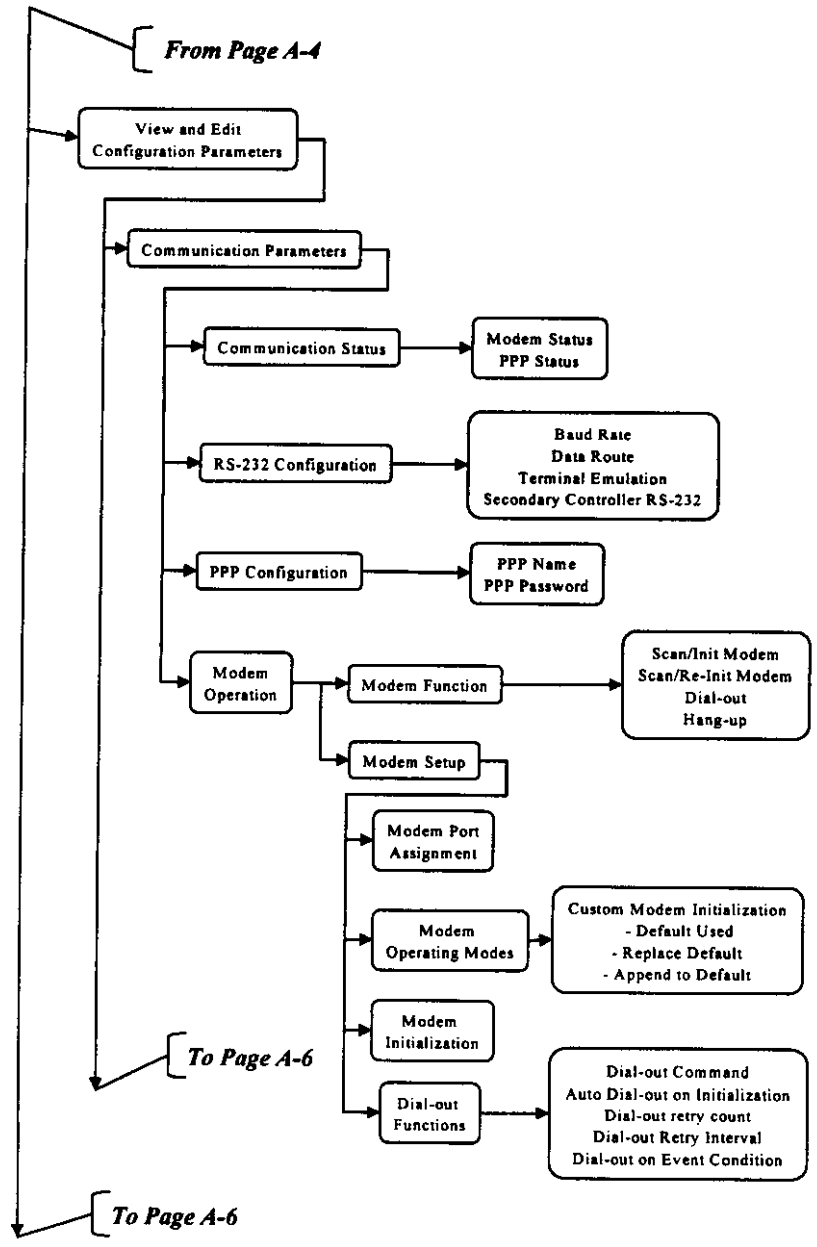 From Page A-4
View and Edit
Configuration Parameters
Communication Parameters
Communication Status
Modem Status
PPP Status
RS-232 Configuration
Baud Rate
Data Route
Terminal Emulation
Secondary Controller RS-232
PPP Configuration
PPP Name
PPP Password
Modem
Operation
Modem Function
Scan/Init Modem
Scan/Re-Init Modem
Dial-out
Hang-up
Modem Setup
Modem Port
Assignment
Modem
Operating Modes
Custom Modem Initialization
- Default Used
- Replace Default
- Append to Default
Modem
Initialization
To Page A-6
Dial-out
Functions
Dial-out Command
Auto Dial-out on Initialization
Dial-out retry count
Dial-out Retry Interval
Dial-out on Event Condition
To Page A-6